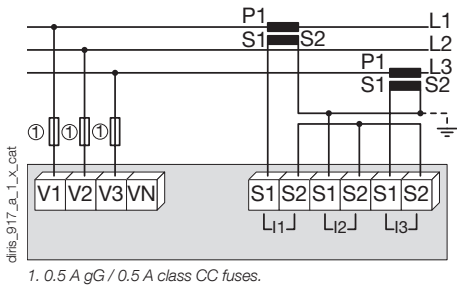 P1 L1
S1 S2 L2
P1 L3
S1 S2
① ① ①
V1 V2 V3 VN S1 S2 S1 S2 S1 S2
I1 I2 I3
diris_917_a_1_x_cat
1. 0.5 A gG / 0.5 A class CC fuses.